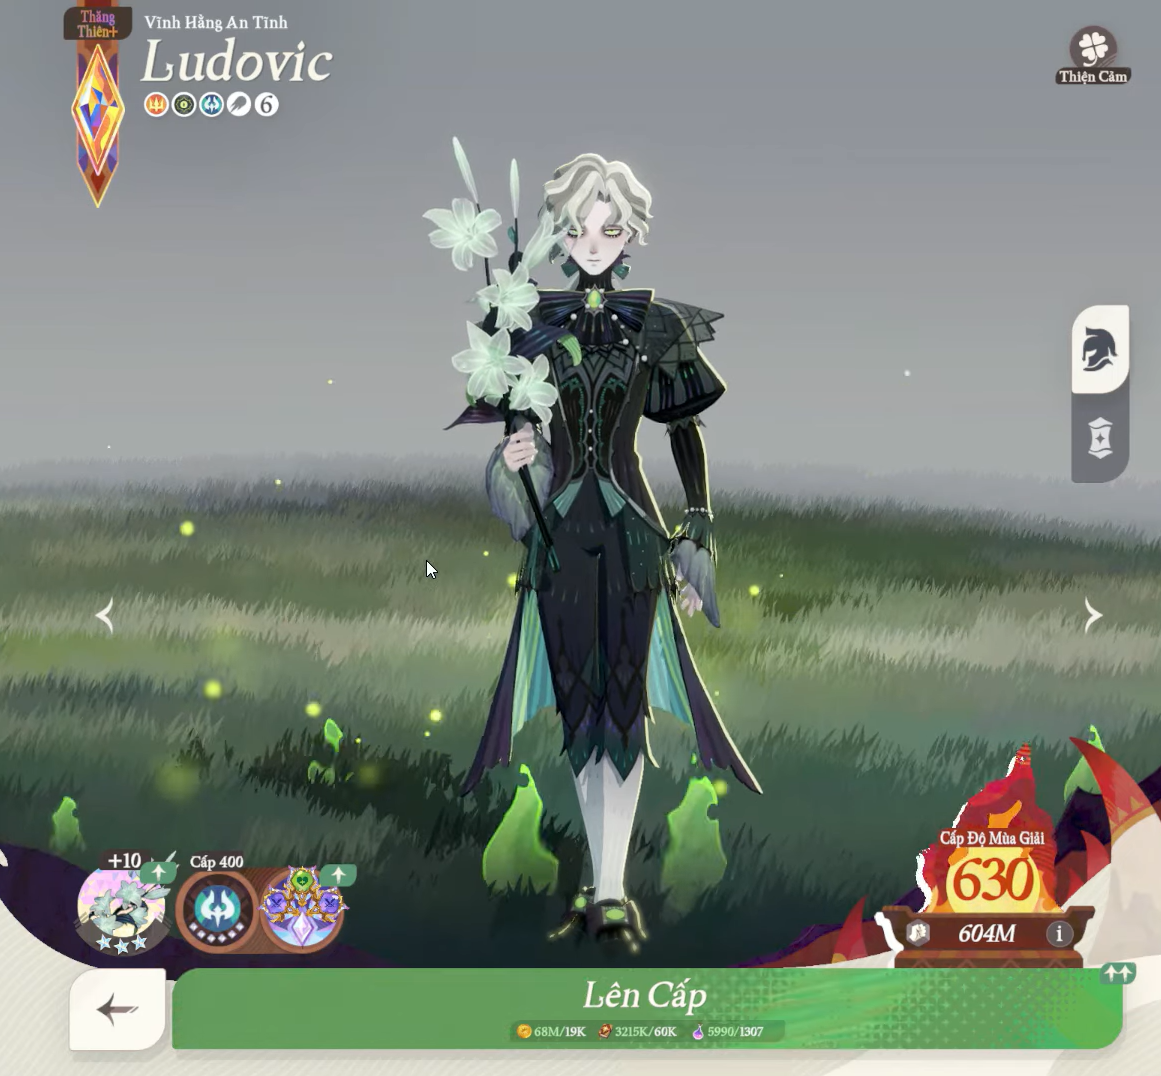 Thăng
Thiên+
Vĩnh Hằng An Tĩnh
Ludovic
6
Thiện Cảm
+10
Cấp 400
Cấp Độ Mùa Giải
630
604M
i
Lên Cấp
68M/19K 3215K/60K 5990/1307